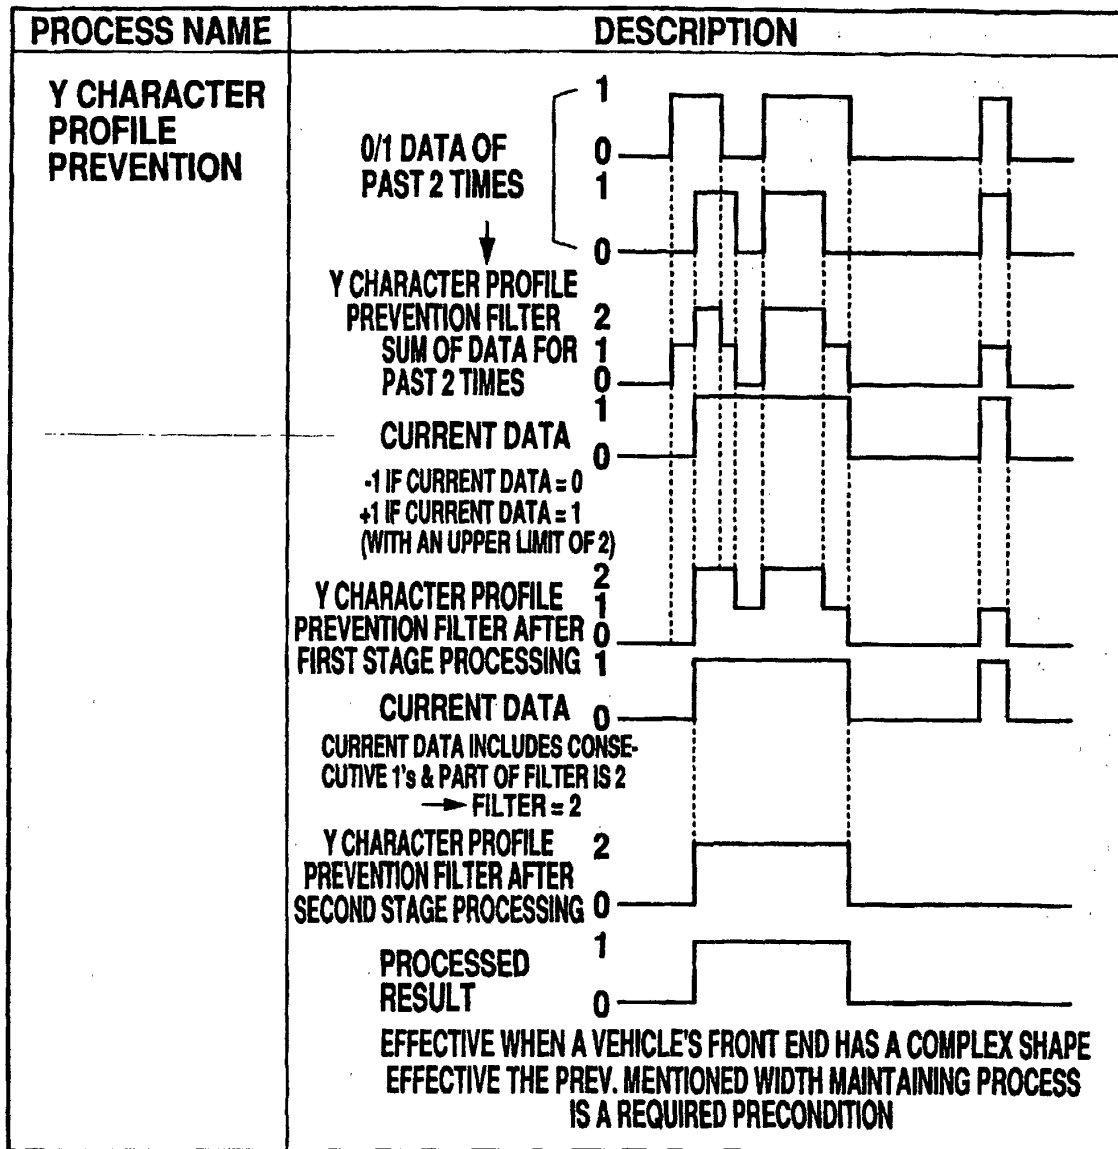 PROCESS NAME
DESCRIPTION
Y CHARACTER
PROFILE
PREVENTION
0/1 DATA OF
PAST 2 TIMES
1
0
1
0
Y CHARACTER PROFILE
PREVENTION FILTER
SUM OF DATA FOR
PAST 2 TIMES
2
1
0
CURRENT DATA
1
0
-1 IF CURRENT DATA = 0
+1 IF CURRENT DATA = 1
(WITH AN UPPER LIMIT OF 2)
Y CHARACTER PROFILE
PREVENTION FILTER AFTER
FIRST STAGE PROCESSING
2
1
0
CURRENT DATA
1
0
CURRENT DATA INCLUDES CONSE-
CUTIVE 1's & PART OF FILTER IS 2
FILTER = 2
Y CHARACTER PROFILE
PREVENTION FILTER AFTER
SECOND STAGE PROCESSING
2
0
PROCESSED
RESULT
1
0
EFFECTIVE WHEN A VEHICLE'S FRONT END HAS A COMPLEX SHAPE
EFFECTIVE THE PREV. MENTIONED WIDTH MAINTAINING PROCESS
IS A REQUIRED PRECONDITION